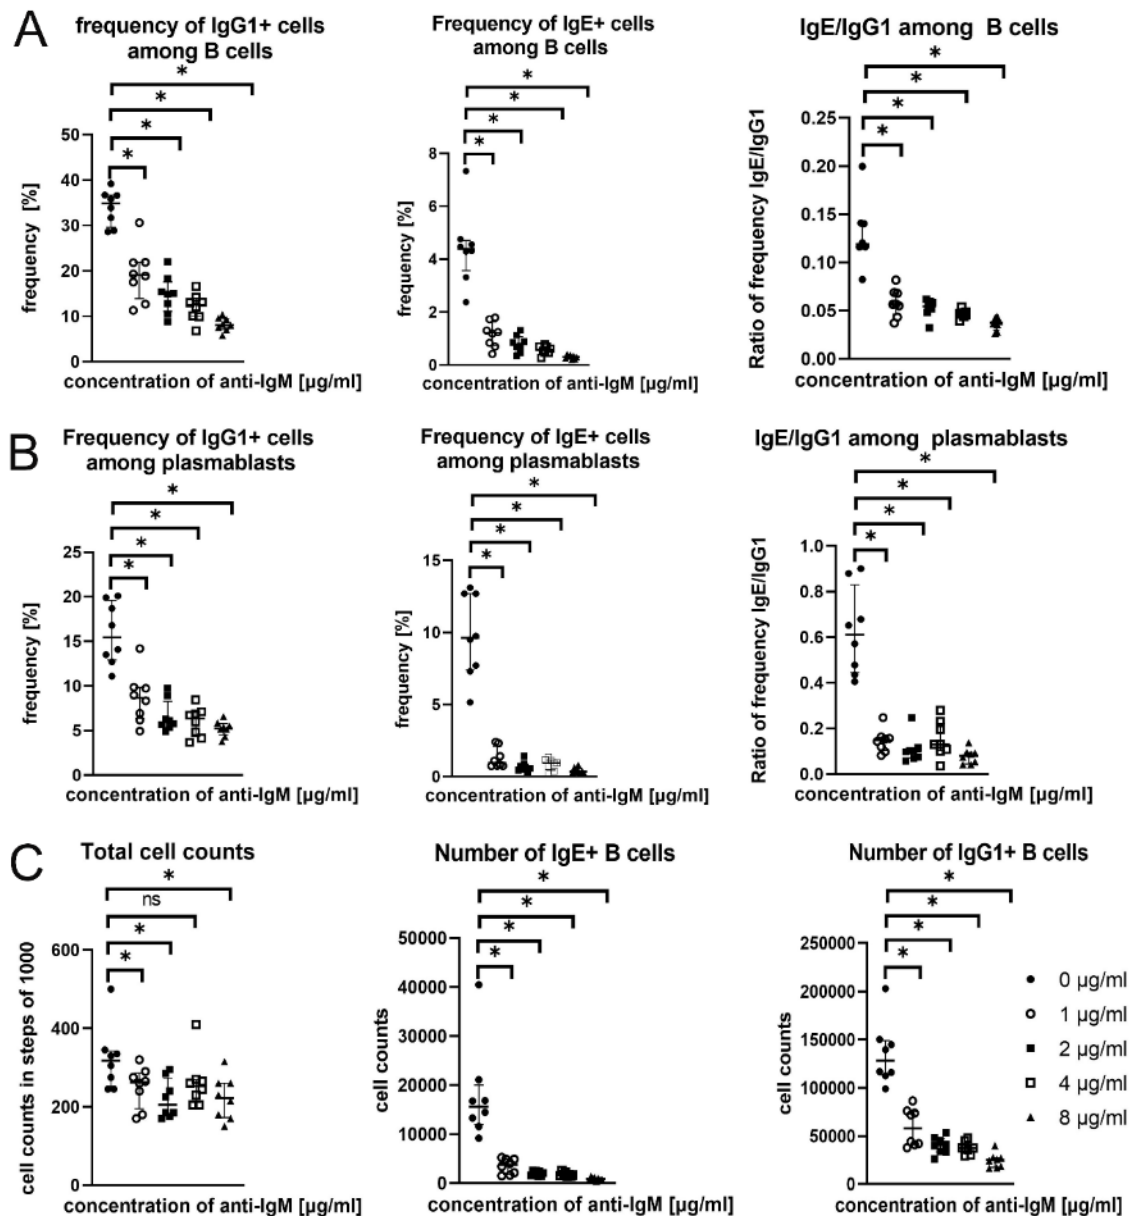 A
frequency of IgG1+ cells
among B cells
Frequency of IgE+ cells
among B cells
IgE/IgG1 among B cells
*
*
*
*
*
*
*
*
*
*
*
*
frequency [%]
50
40
30
20
10
0
frequency [%]
8
6
4
2
0
Ratio of frequency IgE/IgG1
0.25
0.20
0.15
0.10
0.05
0.00
concentration of anti-IgM [µg/ml]
concentration of anti-IgM [µg/ml]
concentration of anti-IgM [µg/ml]
B
Frequency of IgG1+ cells
among plasmablasts
Frequency of IgE+ cells
among plasmablasts
IgE/IgG1 among plasmablasts
*
*
*
*
*
*
*
*
*
*
*
*
frequency [%]
25
20
15
10
5
0
frequency [%]
15
10
5
0
Ratio of frequency IgE/IgG1
1.0
0.8
0.6
0.4
0.2
0.0
concentration of anti-IgM [µg/ml]
concentration of anti-IgM [µg/ml]
concentration of anti-IgM [µg/ml]
C
Total cell counts
Number of IgE+ B cells
Number of IgG1+ B cells
*
ns
*
*
*
*
*
*
*
*
*
*
cell counts in steps of 1000
600
400
200
0
cell counts
50000
40000
30000
20000
10000
0
cell counts
250000
200000
150000
100000
50000
0
0 µg/ml
1 µg/ml
2 µg/ml
4 µg/ml
8 µg/ml
concentration of anti-IgM [µg/ml]
concentration of anti-IgM [µg/ml]
concentration of anti-IgM [µg/ml]